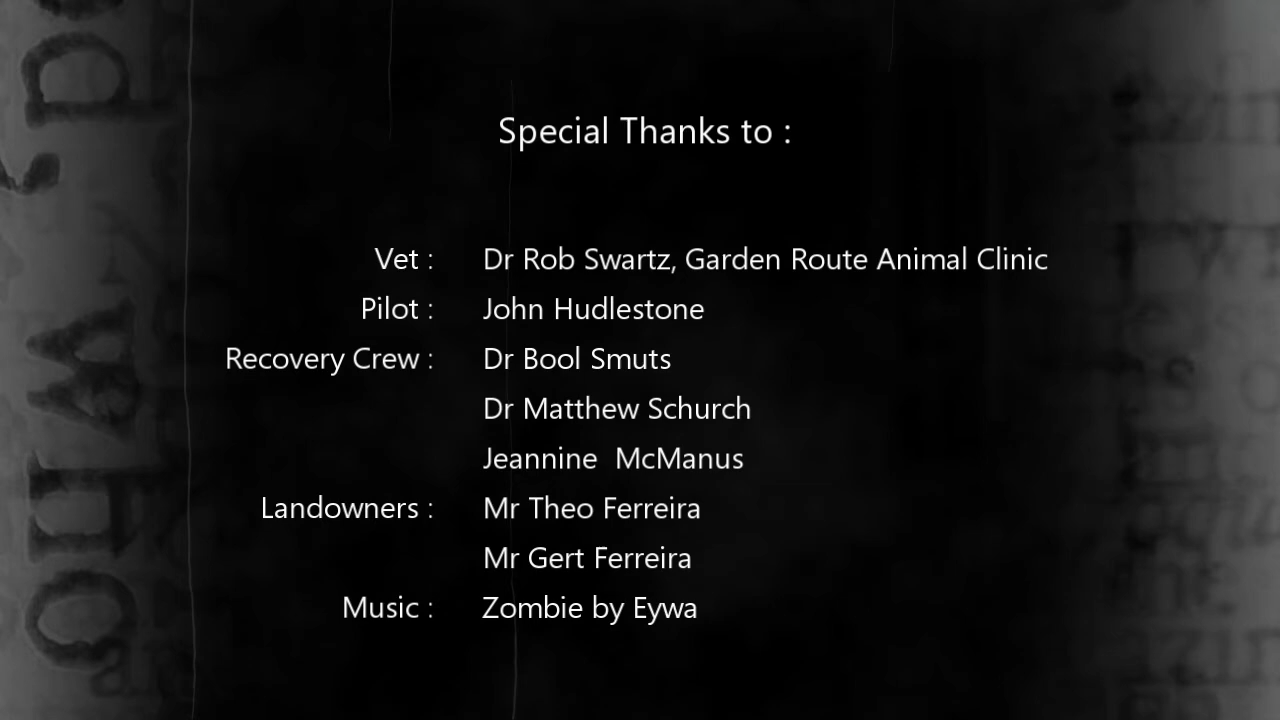 Special Thanks to :
Vet : Dr Rob Swartz, Garden Route Animal Clinic
Pilot : John Hudlestone
Recovery Crew : Dr Bool Smuts
Dr Matthew Schurch
Jeannine McManus
Landowners : Mr Theo Ferreira
Mr Gert Ferreira
Music : Zombie by Eywa